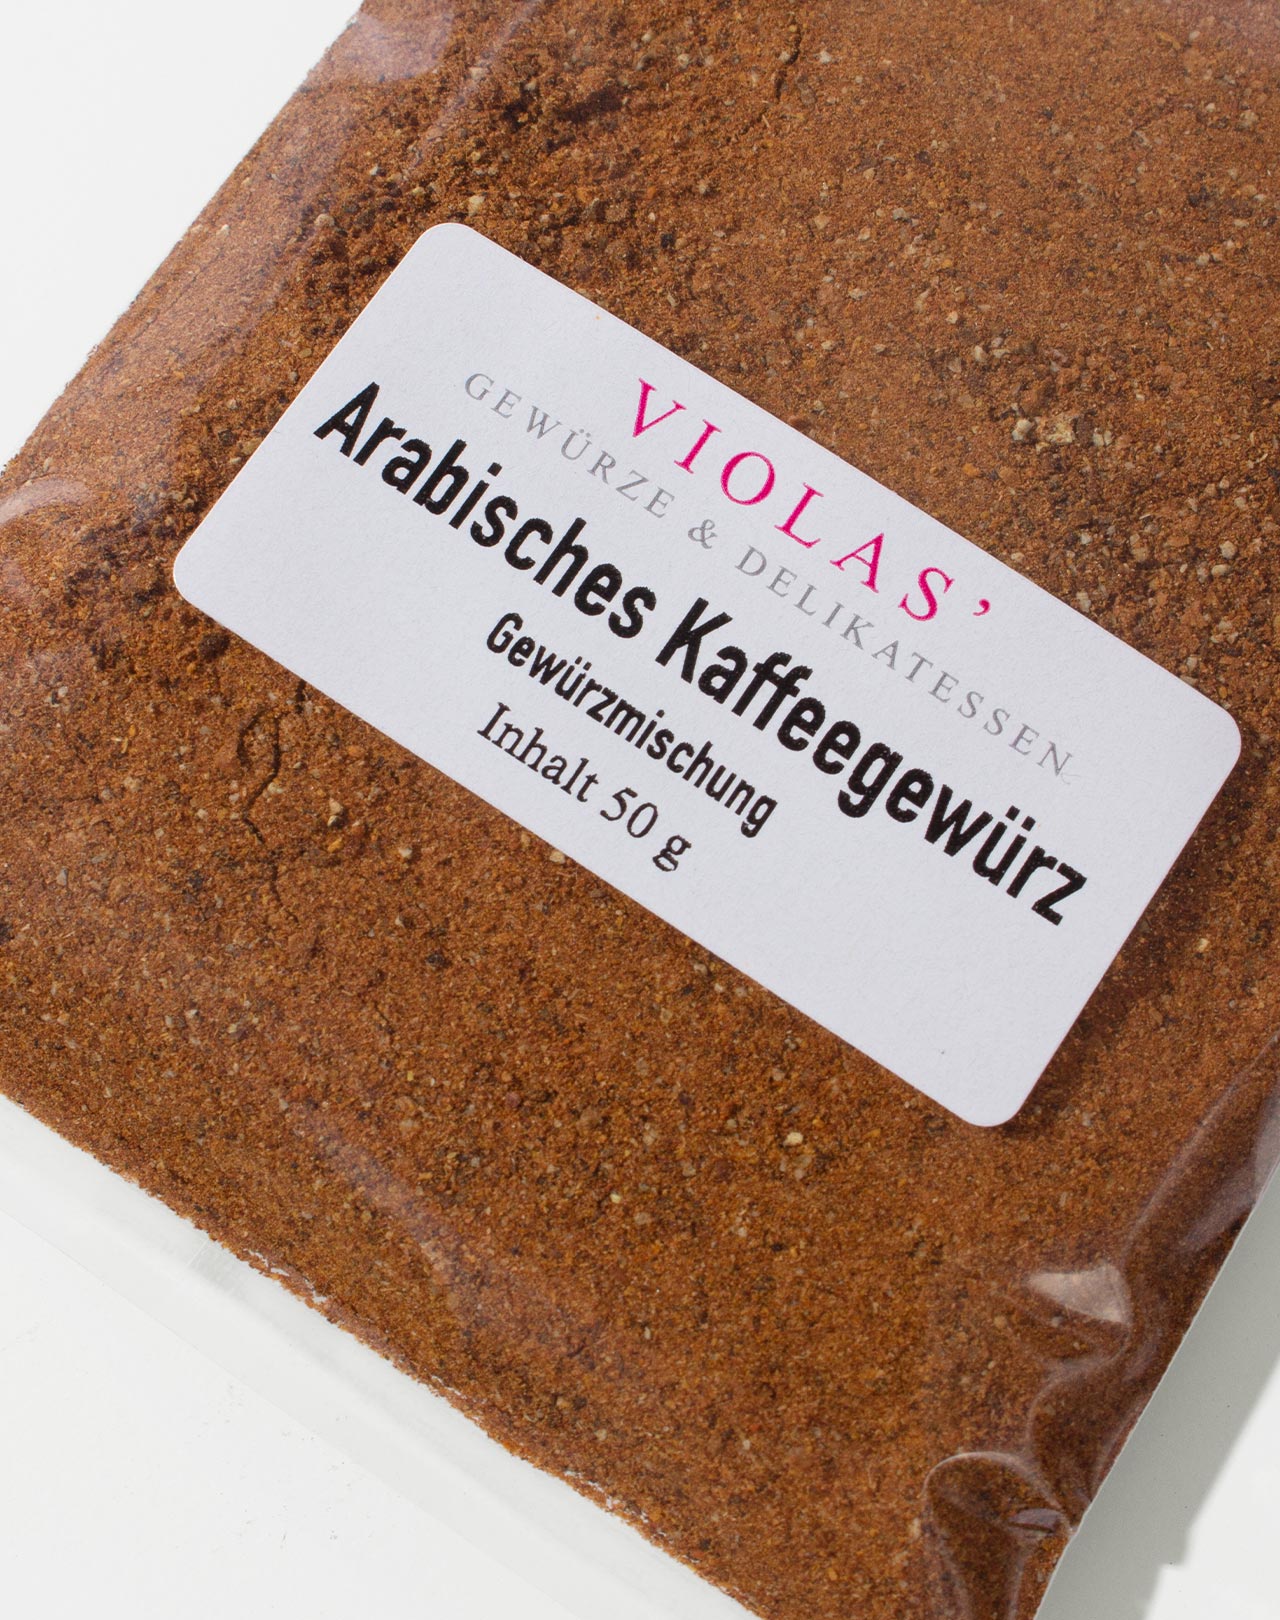 VIOLAS’
GEWÜRZE & DELIKATESSEN
Arabisches Kaffeegewürz
Gewürzmischung
Inhalt 50 g